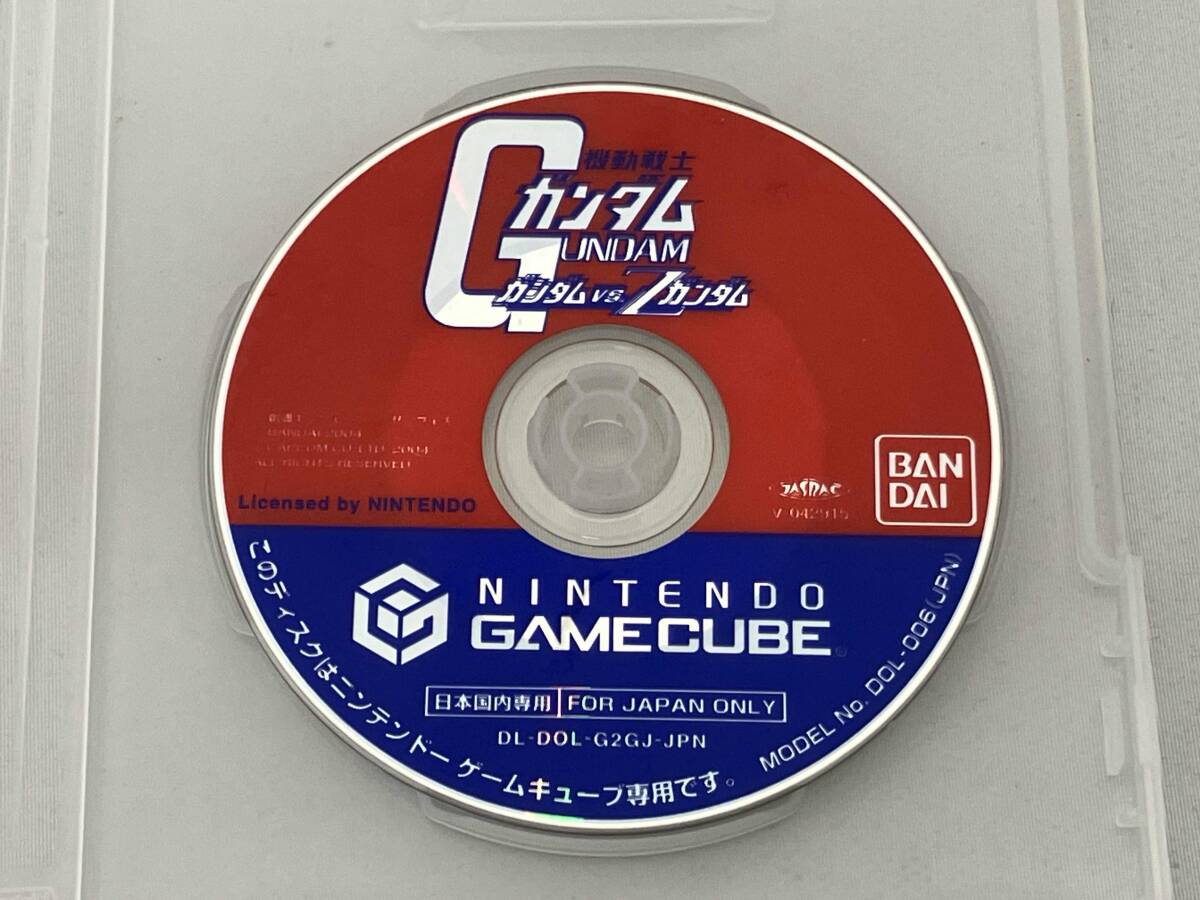 機動戦士
ガンダム
GUNDAM
ガンダム vs. Zガンダム
BANDAI 2004
CAPCOM CO., LTD. 2004
ALL RIGHTS RESERVED
Licensed by NINTENDO
JASRAC
V-042915
BAN
DAI
NINTENDO
GAMECUBE
日本国内専用 FOR JAPAN ONLY
DL-DOL-G2GJ-JPN
このディスクはニンテンドーゲームキューブ専用です。
MODEL No. DOL-006(JPN)